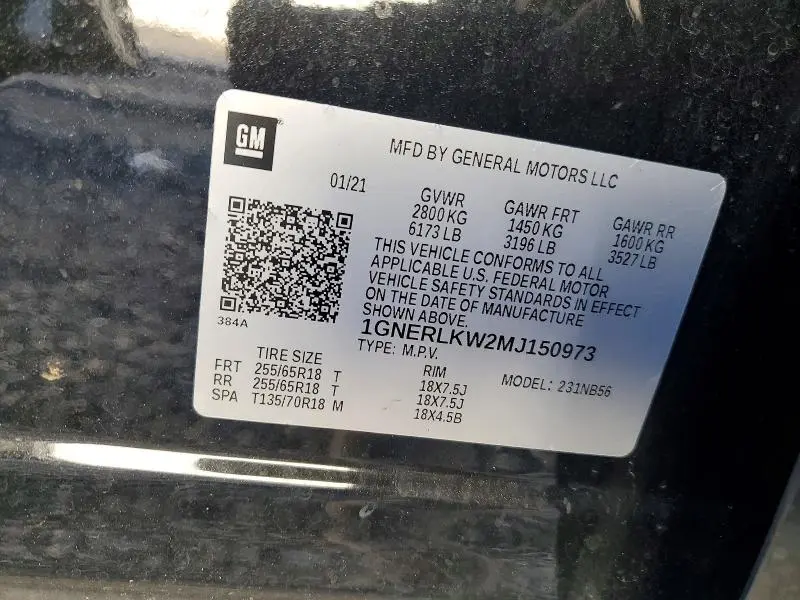 GM
MFD BY GENERAL MOTORS LLC
01/21
GVWR
2800 KG
6173 LB
GAWR FRT
1450 KG
3196 LB
GAWR RR
1600 KG
3527 LB
THIS VEHICLE CONFORMS TO ALL
APPLICABLE U.S. FEDERAL MOTOR
VEHICLE SAFETY STANDARDS IN EFFECT
ON THE DATE OF MANUFACTURE
SHOWN ABOVE.
384A
1GNERLKW2MJ150973
TYPE: M.P.V.
MODEL: 231NB56
TIRE SIZE
RIM
FRT 255/65R18 T 18X7.5J
RR 255/65R18 T 18X7.5J
SPA T135/70R18 M 18X4.5B